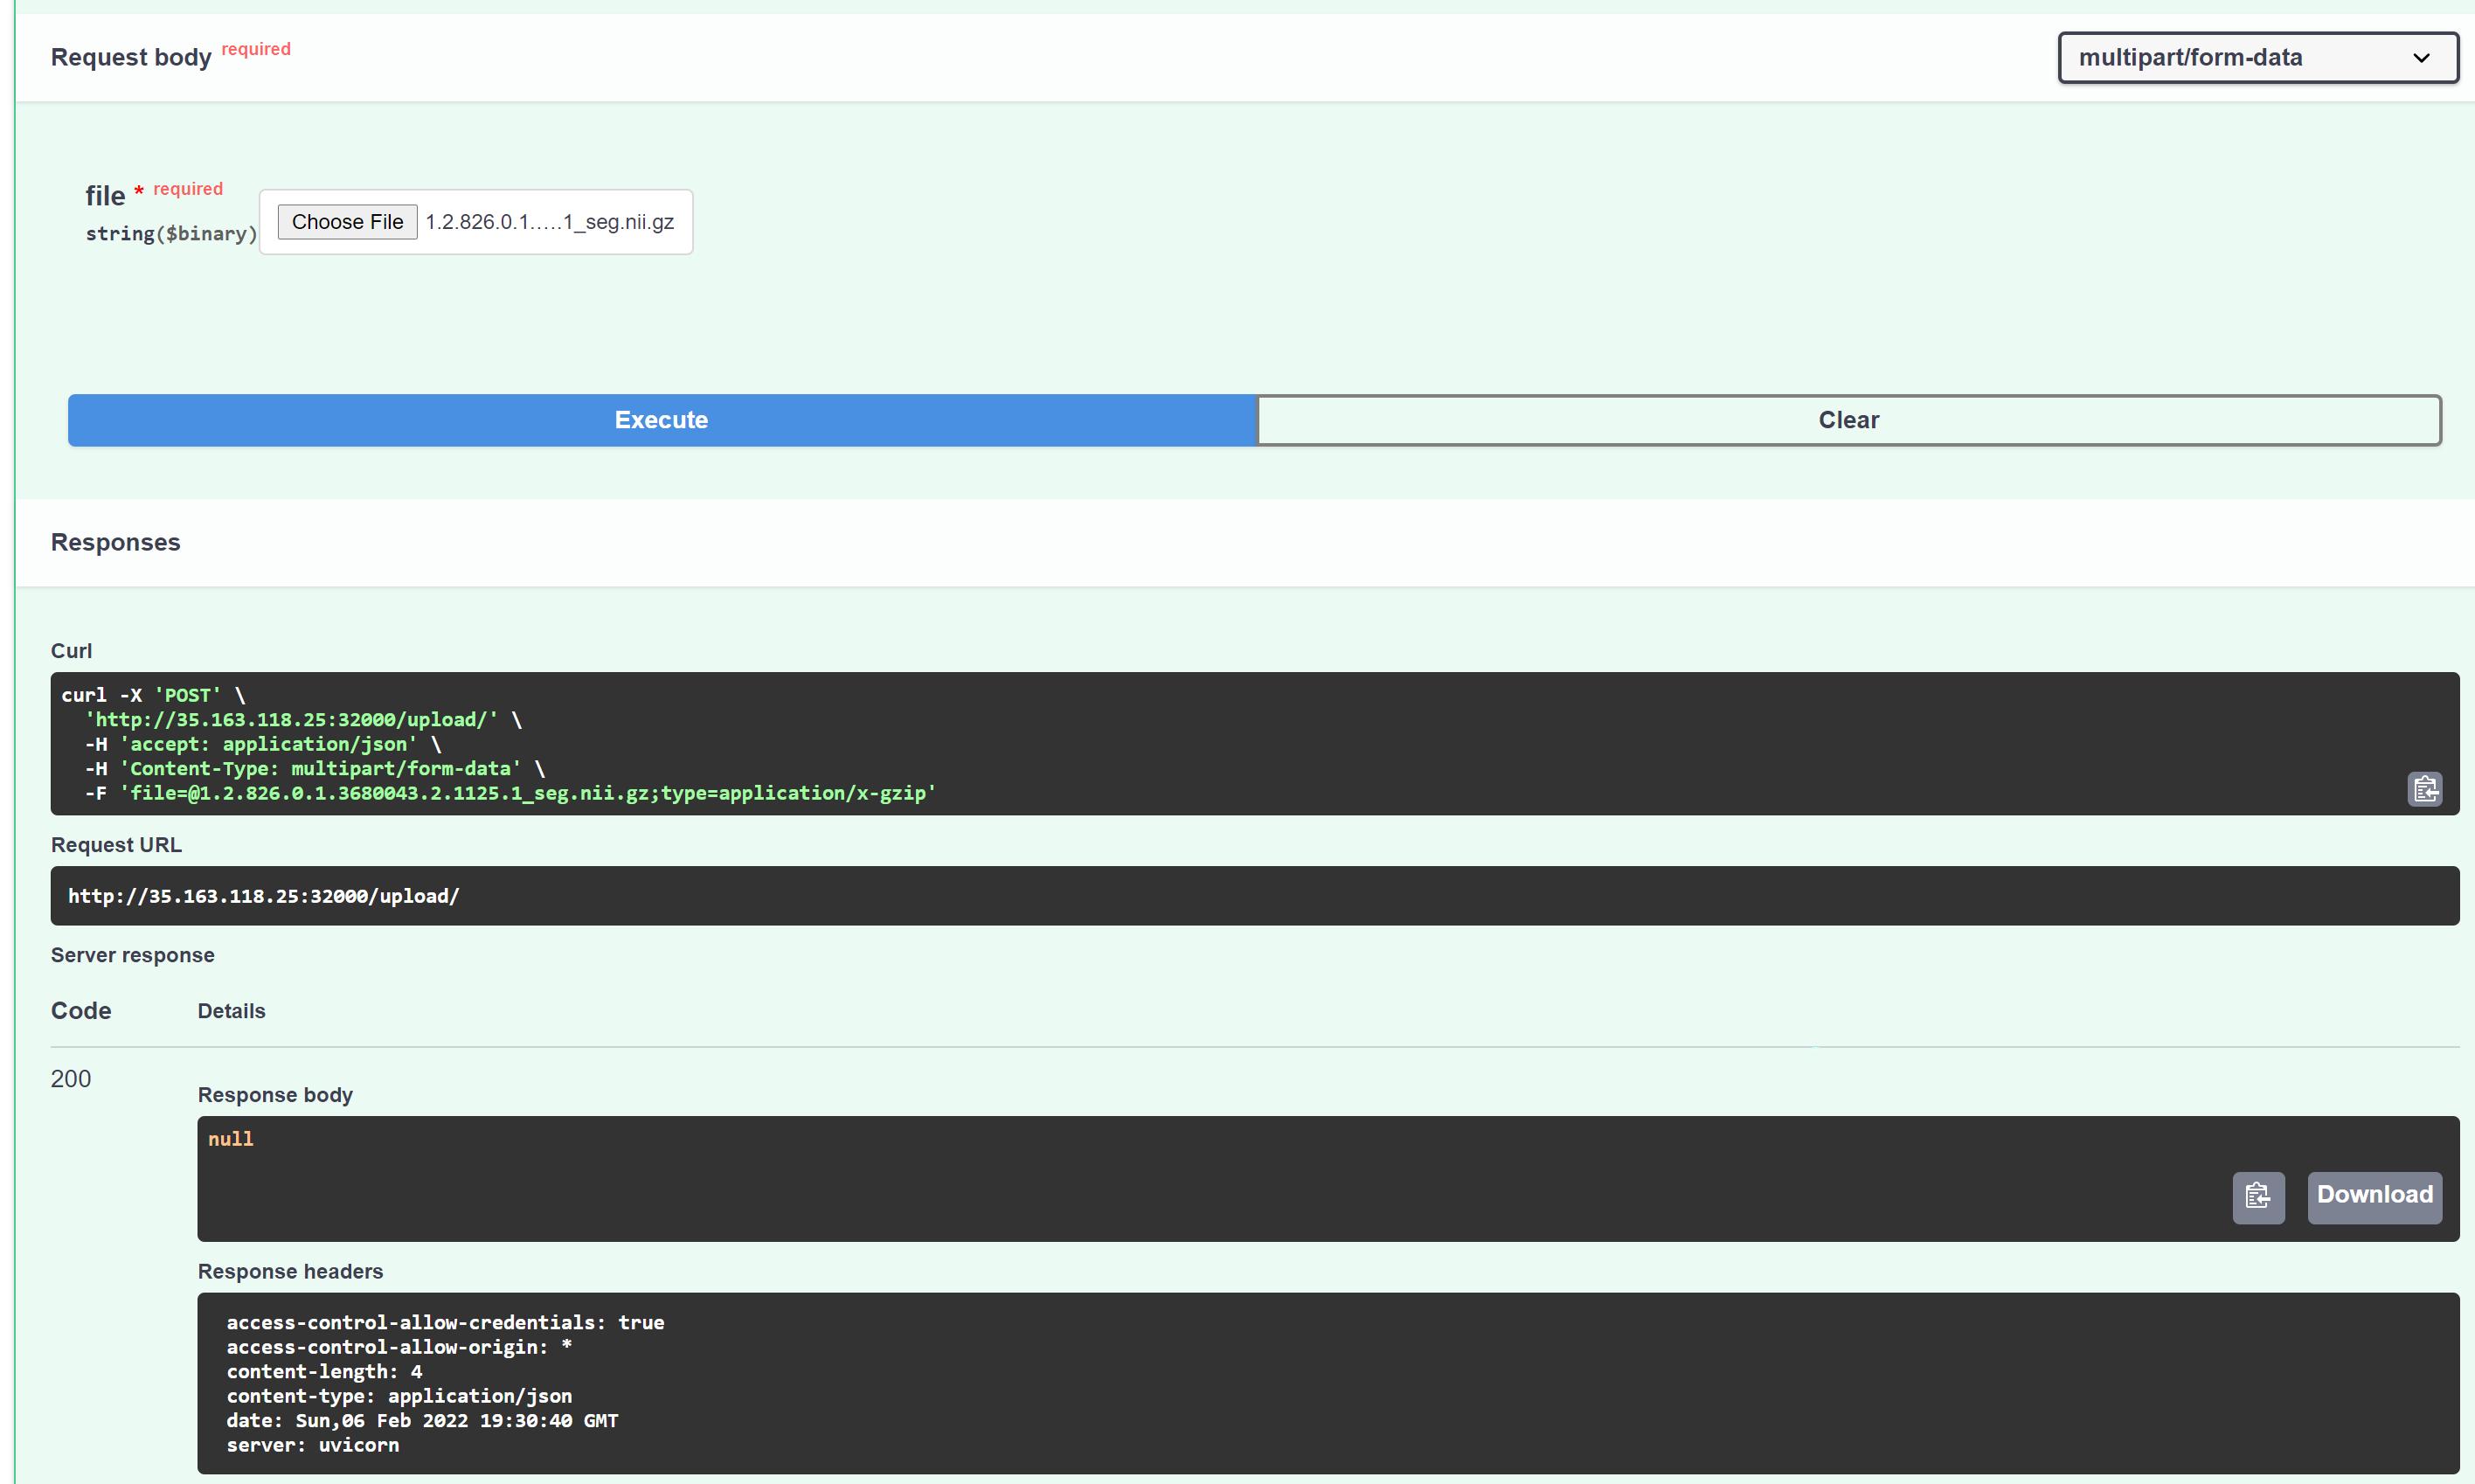 Request body required
multipart/form-data
file * required
string($binary)
Choose File 1.2.826.0.1.....1_seg.nii.gz
Execute
Clear
Responses
Curl
curl -X 'POST' \
'http://35.163.118.25:32000/upload/' \
-H 'accept: application/json' \
-H 'Content-Type: multipart/form-data' \
-F 'file=@1.2.826.0.1.3680043.2.1125.1_seg.nii.gz;type=application/x-gzip'
Request URL
http://35.163.118.25:32000/upload/
Server response
Code Details
200
Response body
null
Download
Response headers
access-control-allow-credentials: true
access-control-allow-origin: *
content-length: 4
content-type: application/json
date: Sun,06 Feb 2022 19:30:40 GMT
server: uvicorn